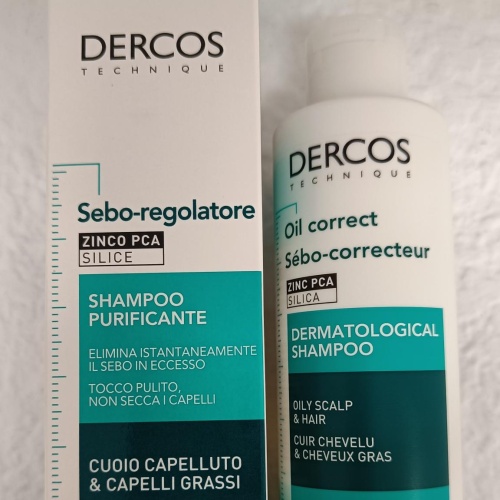 DERCOS
TECHNIQUE
Sebo-regolatore
ZINCO PCA
SILICE
SHAMPOO
PURIFICANTE
ELIMINA ISTANTANEAMENTE
IL SEBO IN ECCESSO
TOCCO PULITO,
NON SECCA I CAPELLI
CUOIO CAPELLUTO
& CAPELLI GRASSI
DERCOS
TECHNIQUE
Oil correct
Sébo-correcteur
ZINC PCA
SILICA
DERMATOLOGICAL
SHAMPOO
OILY SCALP
& HAIR
CUIR CHEVELU
& CHEVEUX GRAS